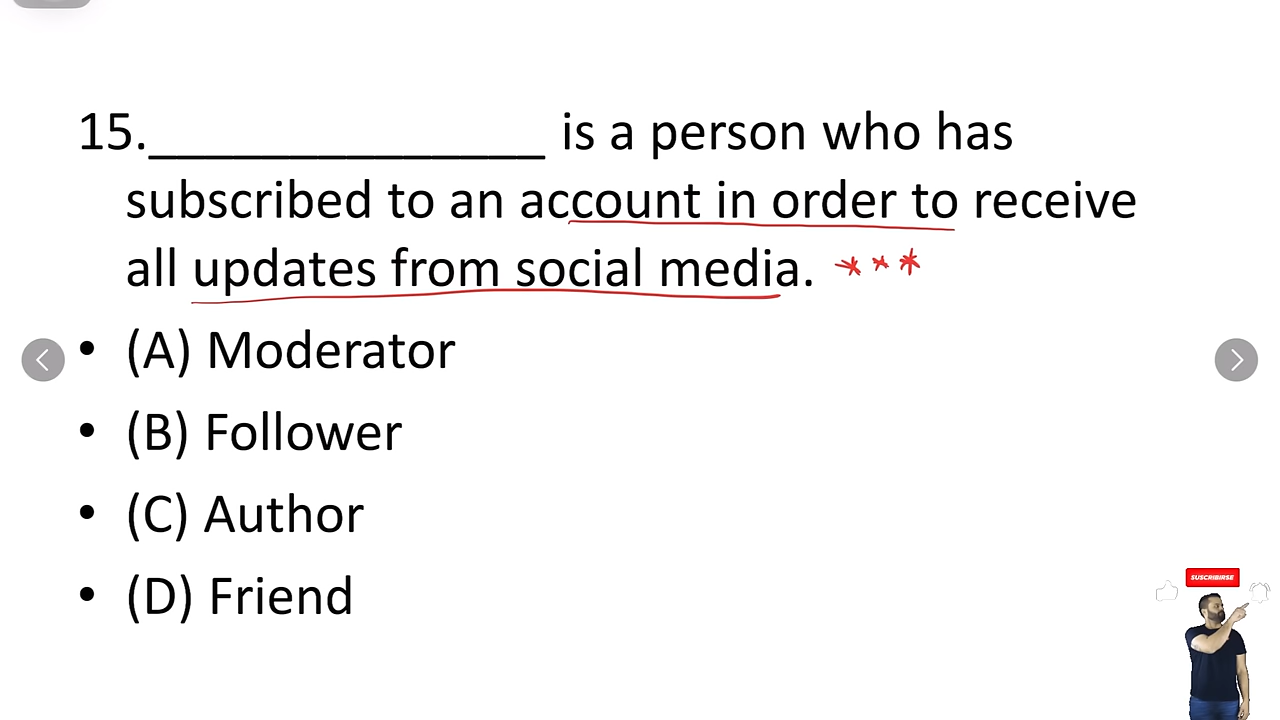 15.______________ is a person who has
subscribed to an account in order to receive
all updates from social media. ***
• (A) Moderator
• (B) Follower
• (C) Author
• (D) Friend
SUSCRIBIRSE